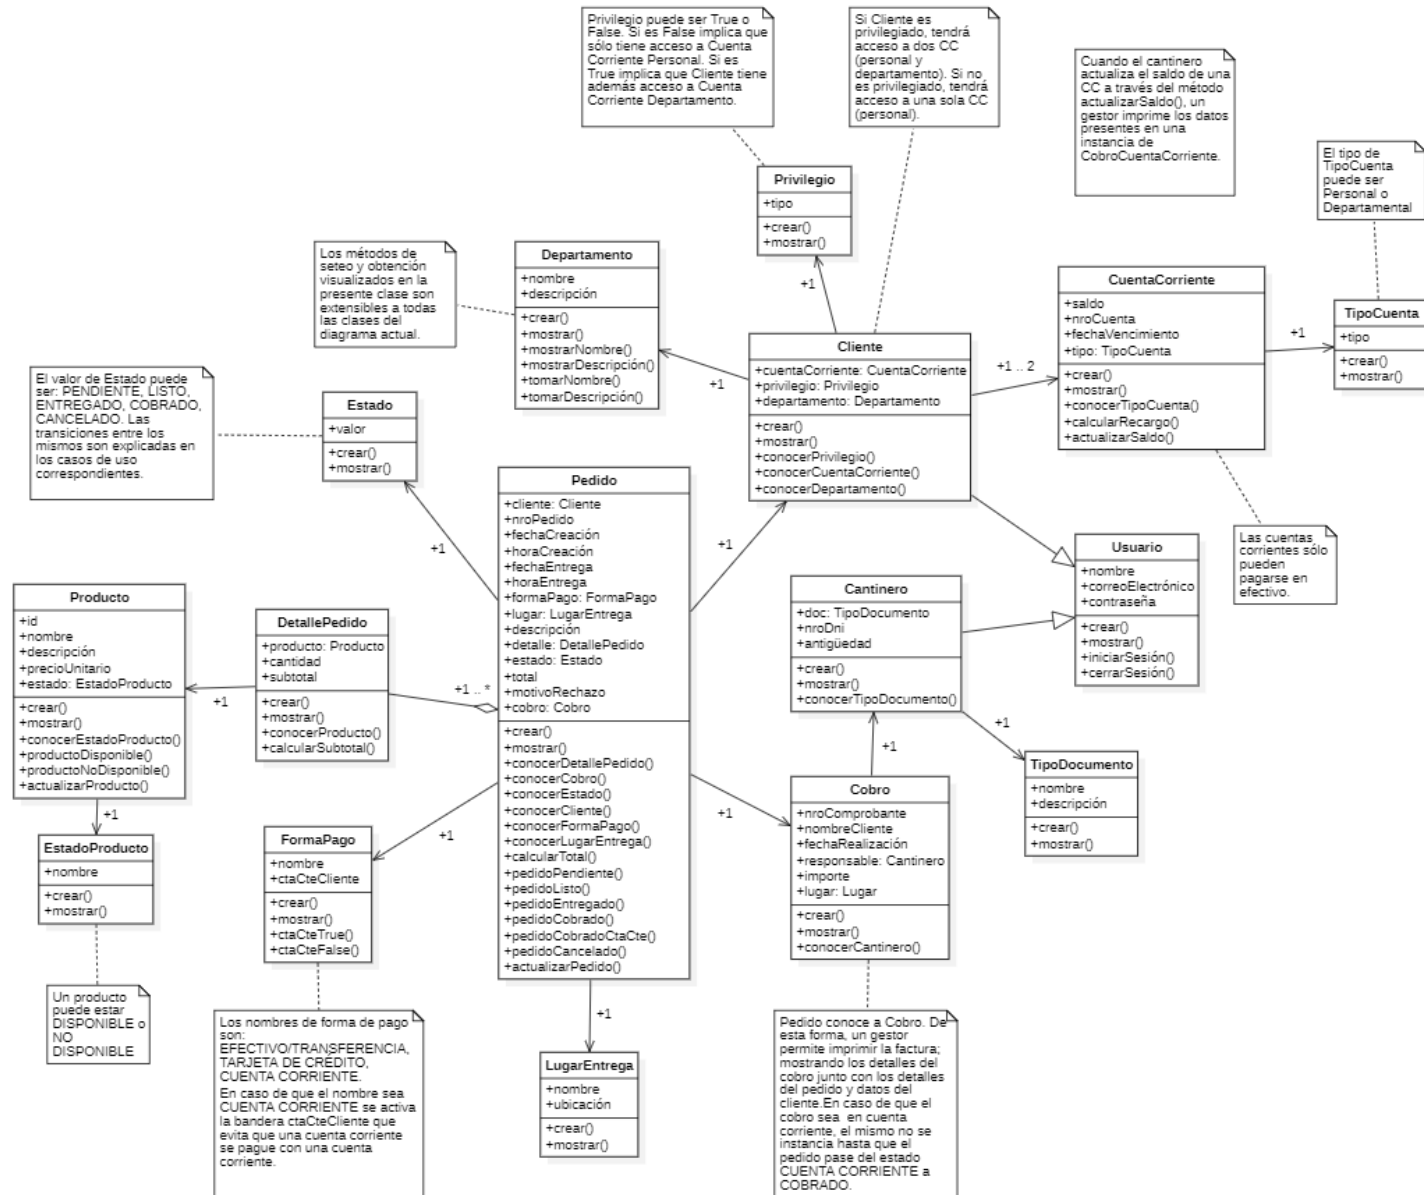 Privilegio puede ser True o
False. Si es False implica que
sólo tiene acceso a Cuenta
Corriente Personal. Si es
True implica que Cliente tiene
además acceso a Cuenta
Corriente Departamento.
Si Cliente es
privilegiado, tendrá
acceso a dos CC
(personal y
departamento). Si no
es privilegiado, tendrá
acceso a una sola CC
(personal).
Cuando el cantinero
actualiza el saldo de una
CC a través del método
actualizarSaldo(), un
gestor imprime los datos
presentes en una
instancia de
CobroCuentaCorriente.
El tipo de
TipoCuenta
puede ser
Personal o
Departamental
Privilegio
+tipo
+crear()
+mostrar()
+1
Los métodos de
seteo y obtención
visualizados en la
presente clase son
extensibles a todas
las clases del
diagrama actual.
Departamento
+nombre
+descripción
+crear()
+mostrar()
+mostrarNombre()
+mostrarDescripción()
+tomarNombre()
+tomarDescripción()
+1
Cliente
+cuentaCorriente: CuentaCorriente
+privilegio: Privilegio
+departamento: Departamento
+crear()
+mostrar()
+conocerPrivilegio()
+conocerCuentaCorriente()
+conocerDepartamento()
+1 .. 2
CuentaCorriente
+saldo
+nroCuenta
+fechaVencimiento
+tipo: TipoCuenta
+crear()
+mostrar()
+conocerTipoCuenta()
+calcularRecargo()
+actualizarSaldo()
+1
TipoCuenta
+tipo
+crear()
+mostrar()
El valor de Estado puede
ser: PENDIENTE, LISTO,
ENTREGADO, COBRADO,
CANCELADO. Las
transiciones entre los
mismos son explicadas en
los casos de uso
correspondientes.
Estado
+valor
+crear()
+mostrar()
+1
Pedido
+cliente: Cliente
+nroPedido
+fechaCreación
+horaCreación
+fechaEntrega
+horaEntrega
+formaPago: FormaPago
+lugar: LugarEntrega
+descripción
+detalle: DetallePedido
+estado: Estado
+total
+motivoRechazo
+cobro: Cobro
+crear()
+mostrar()
+conocerDetallePedido()
+conocerCobro()
+conocerEstado()
+conocerCliente()
+conocerFormaPago()
+conocerLugarEntrega()
+calcularTotal()
+pedidoPendiente()
+pedidoListo()
+pedidoEntregado()
+pedidoCobrado()
+pedidoCobradoCtaCte()
+pedidoCancelado()
+actualizarPedido()
+1
Las cuentas
corrientes sólo
pueden
pagarse en
efectivo.
Usuario
+nombre
+correoElectrónico
+contraseña
+crear()
+mostrar()
+iniciarSesión()
+cerrarSesión()
Cantinero
+doc: TipoDocumento
+nroDni
+antigüedad
+crear()
+mostrar()
+conocerTipoDocumento()
+1
TipoDocumento
+nombre
+descripción
+crear()
+mostrar()
Producto
+id
+nombre
+descripción
+precioUnitario
+estado: EstadoProducto
+crear()
+mostrar()
+conocerEstadoProducto()
+productoDisponible()
+productoNoDisponible()
+actualizarProducto()
+1
DetallePedido
+producto: Producto
+cantidad
+subtotal
+crear()
+mostrar()
+conocerProducto()
+calcularSubtotal()
+1 .. *
+1
EstadoProducto
+nombre
+crear()
+mostrar()
Un producto
puede estar
DISPONIBLE o
NO
DISPONIBLE
FormaPago
+nombre
+ctaCteCliente
+crear()
+mostrar()
+ctaCteTrue()
+ctaCteFalse()
+1
Los nombres de forma de pago
son:
EFECTIVO/TRANSFERENCIA,
TARJETA DE CRÉDITO,
CUENTA CORRIENTE.
En caso de que el nombre sea
CUENTA CORRIENTE se activa
la bandera ctaCteCliente que
evita que una cuenta corriente
se pague con una cuenta
corriente.
+1
LugarEntrega
+nombre
+ubicación
+crear()
+mostrar()
+1
+1
Cobro
+nroComprobante
+nombreCliente
+fechaRealización
+responsable: Cantinero
+importe
+lugar: Lugar
+crear()
+mostrar()
+conocerCantinero()
Pedido conoce a Cobro. De
esta forma, un gestor
permite imprimir la factura;
mostrando los detalles del
cobro junto con los detalles
del pedido y datos del
cliente.En caso de que el
cobro sea en cuenta
corriente, el mismo no se
instancia hasta que el
pedido pase del estado
CUENTA CORRIENTE a
COBRADO.